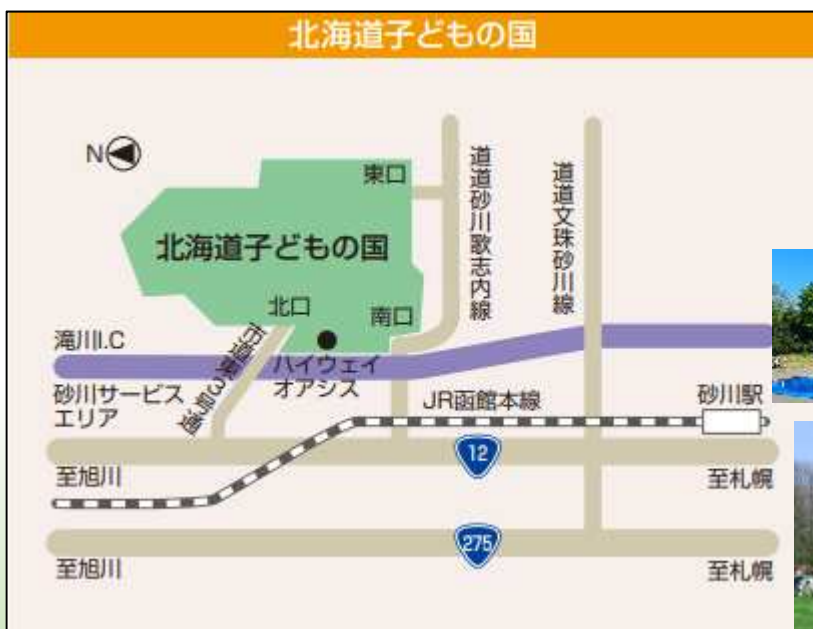 北海道子どもの国
N
東口
道道砂川歌志内線
道道文珠砂川線
北海道子どもの国
北口
南口
滝川I.C
市道東3号通
ハイウェイ
オアシス
砂川サービス
エリア
JR函館本線
砂川駅
12
至旭川
至札幌
275
至旭川
至札幌